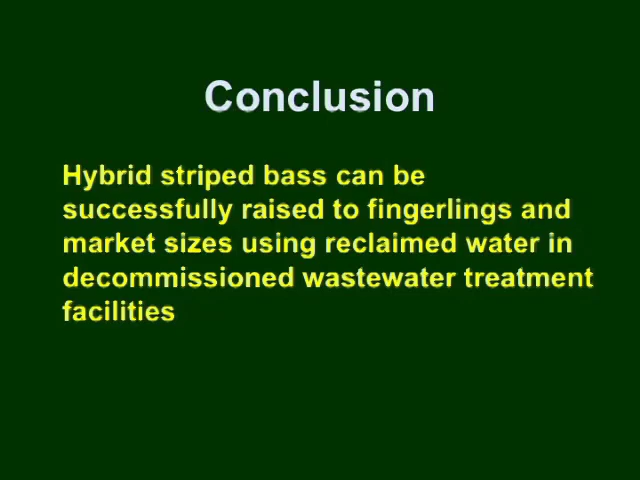 Conclusion
Hybrid striped bass can be
successfully raised to fingerlings and
market sizes using reclaimed water in
decommissioned wastewater treatment
facilities